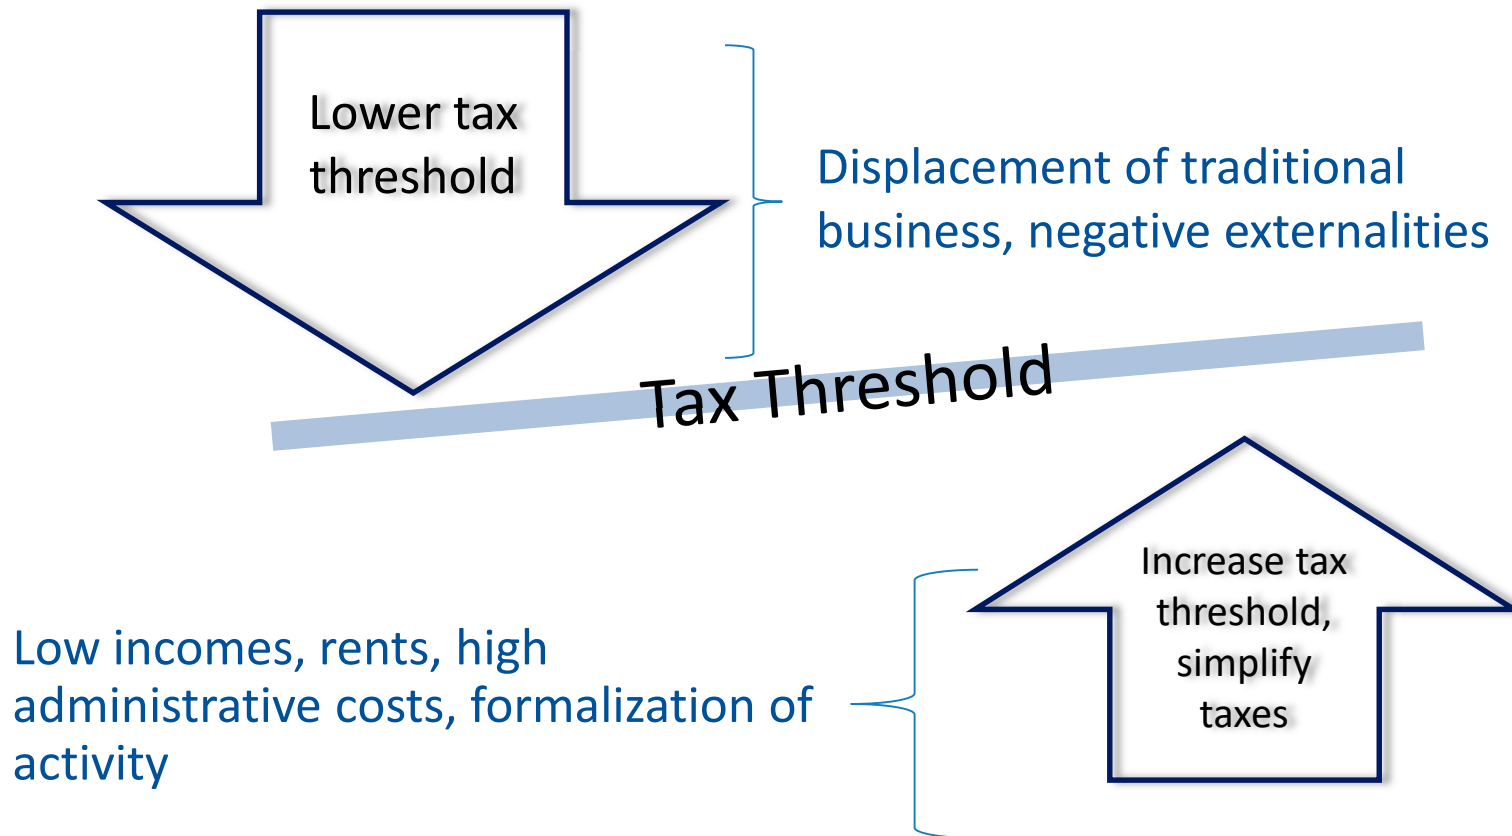 Lower tax
threshold
Displacement of traditional
business, negative externalities
Tax Threshold
Increase tax
threshold,
simplify
taxes
Low incomes, rents, high
administrative costs, formalization of
activity